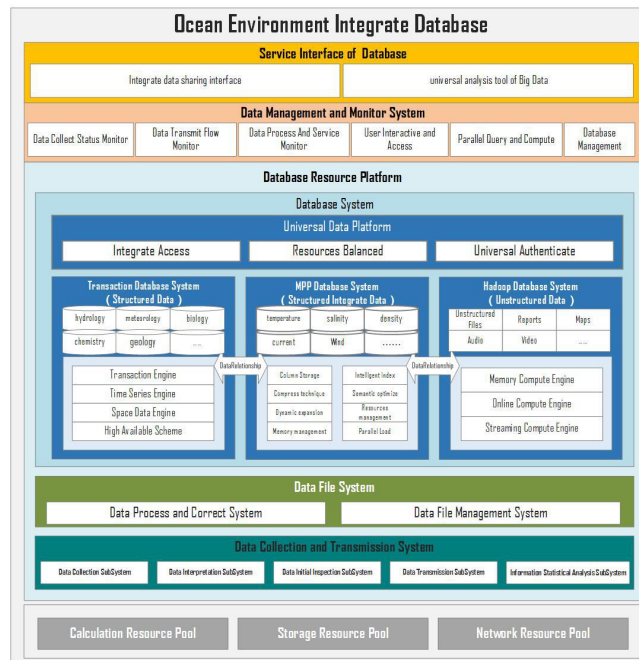 Ocean Environment Integrate Database
Service Interface of Database
Integrate data sharing interface
universal analysis tool of Big Data
Data Management and Monitor System
Data Collect Status Monitor
Data Transmit Flow
Monitor
Data Process And Service
Monitor
User Interactive and
Access
Parallel Query and Compute
Database
Management
Database Resource Platform
Database System
Universal Data Platform
Integrate Access
Resources Balanced
Universal Authenticate
Transaction Database System
( Structured Data )
hydrology
meteorology
biology
chemistry
geology
......
Transaction Engine
Time Series Engine
Space Data Engine
High Available Scheme
DataRelationship
MPP Database System
( Structured Integrate Data )
temperature
salinity
density
current
Wind
......
Column Storage
Intelligent Index
Compress technique
Semantic optimize
Dynamic expansion
Resources
management
Memory management
Parallel Load
DataRelationship
Hadoop Database System
( Unstructured Data )
Unstructured
Files
Reports
Maps
Audio
Video
......
Memory Compute Engine
Online Compute Engine
Streaming Compute Engine
Data File System
Data Process and Correct System
Data File Management System
Data Collection and Transmission System
Data Collection SubSystem
Data Interpretation SubSystem
Data Initial Inspection SubSystem
Data Transmission SubSystem
Information Statistical Analysis SubSystem
Calculation Resource Pool
Storage Resource Pool
Network Resource Pool